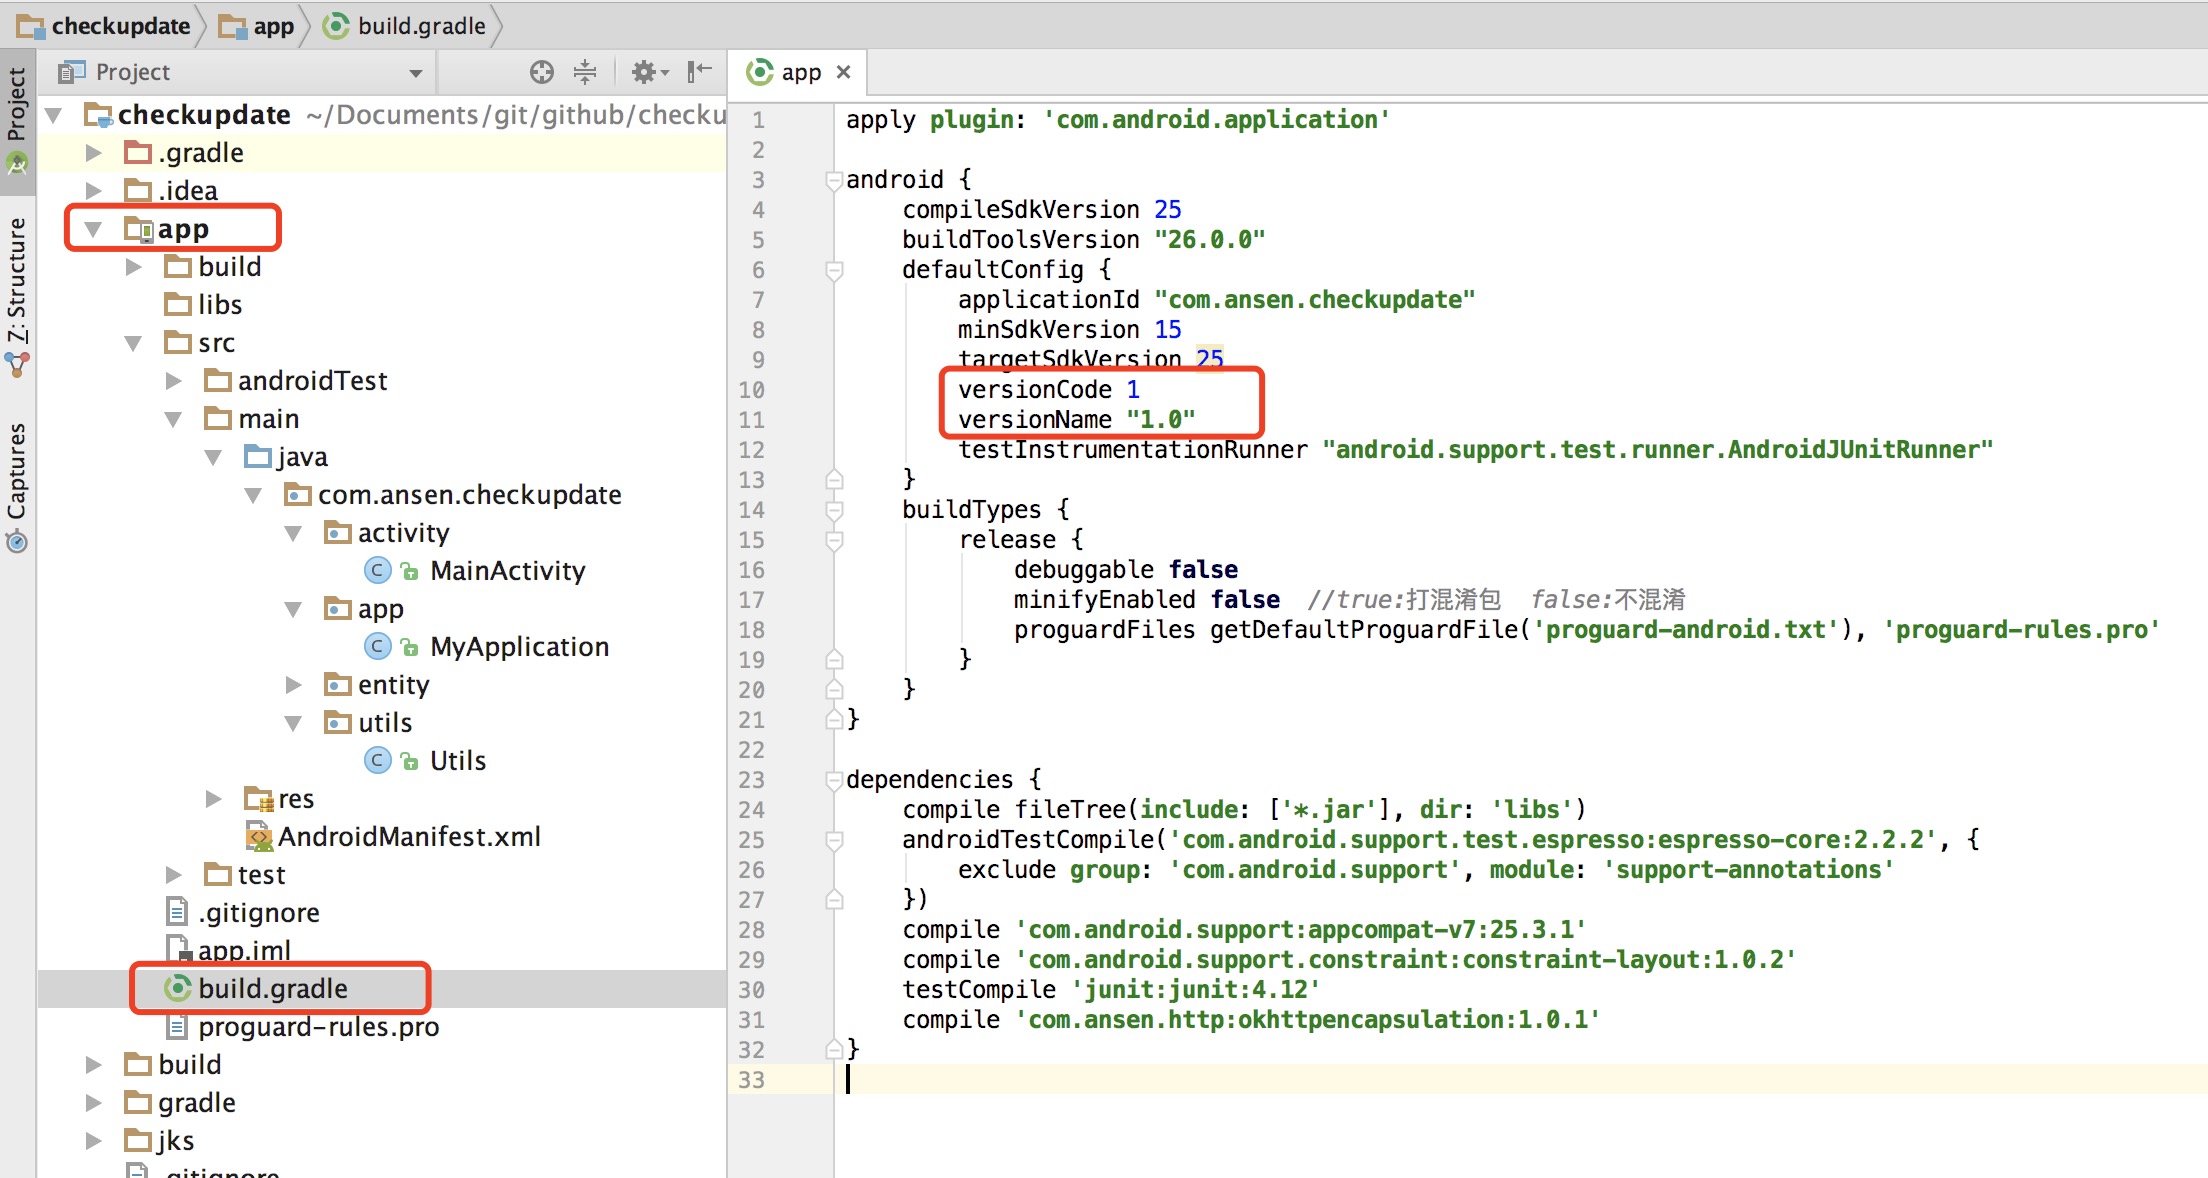 checkupdate app build.gradle
Project
app
Project
7: Structure
Captures
checkupdate ~/Documents/git/github/checku
.gradle
.idea
app
build
libs
src
androidTest
main
java
com.ansen.checkupdate
activity
MainActivity
app
MyApplication
entity
utils
Utils
res
AndroidManifest.xml
test
.gitignore
app.iml
build.gradle
proguard-rules.pro
build
gradle
jks
.gitignore
1 apply plugin: 'com.android.application'
2
3 android {
4     compileSdkVersion 25
5     buildToolsVersion "26.0.0"
6     defaultConfig {
7         applicationId "com.ansen.checkupdate"
8         minSdkVersion 15
9         targetSdkVersion 25
10         versionCode 1
11         versionName "1.0"
12         testInstrumentationRunner "android.support.test.runner.AndroidJUnitRunner"
13     }
14     buildTypes {
15         release {
16             debuggable false
17             minifyEnabled false  //true:打混淆包  false:不混淆
18             proguardFiles getDefaultProguardFile('proguard-android.txt'), 'proguard-rules.pro'
19         }
20     }
21 }
22
23 dependencies {
24     compile fileTree(include: ['*.jar'], dir: 'libs')
25     androidTestCompile('com.android.support.test.espresso:espresso-core:2.2.2', {
26         exclude group: 'com.android.support', module: 'support-annotations'
27     })
28     compile 'com.android.support:appcompat-v7:25.3.1'
29     compile 'com.android.support.constraint:constraint-layout:1.0.2'
30     testCompile 'junit:junit:4.12'
31     compile 'com.ansen.http:okhttpencapsulation:1.0.1'
32 }
33